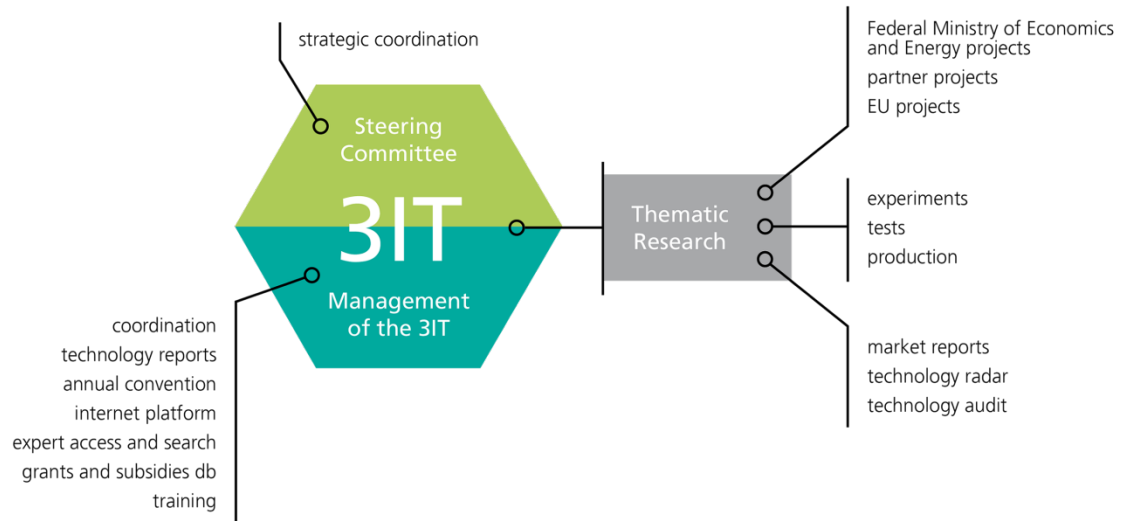 strategic coordination
Steering
Committee
3IT
Management
of the 3IT
coordination
technology reports
annual convention
internet platform
expert access and search
grants and subsidies db
training
Thematic
Research
Federal Ministry of Economics
and Energy projects
partner projects
EU projects
experiments
tests
production
market reports
technology radar
technology audit